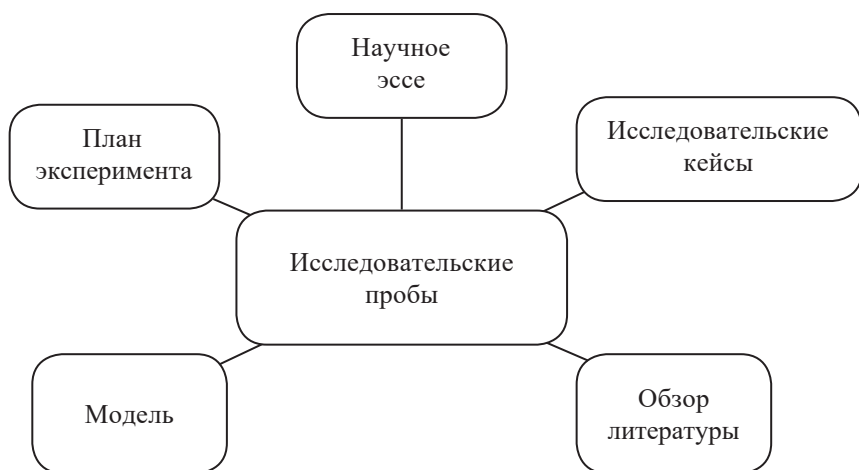 Научное
эссе
План
эксперимента
Исследовательские
кейсы
Исследовательские
пробы
Модель
Обзор
литературы